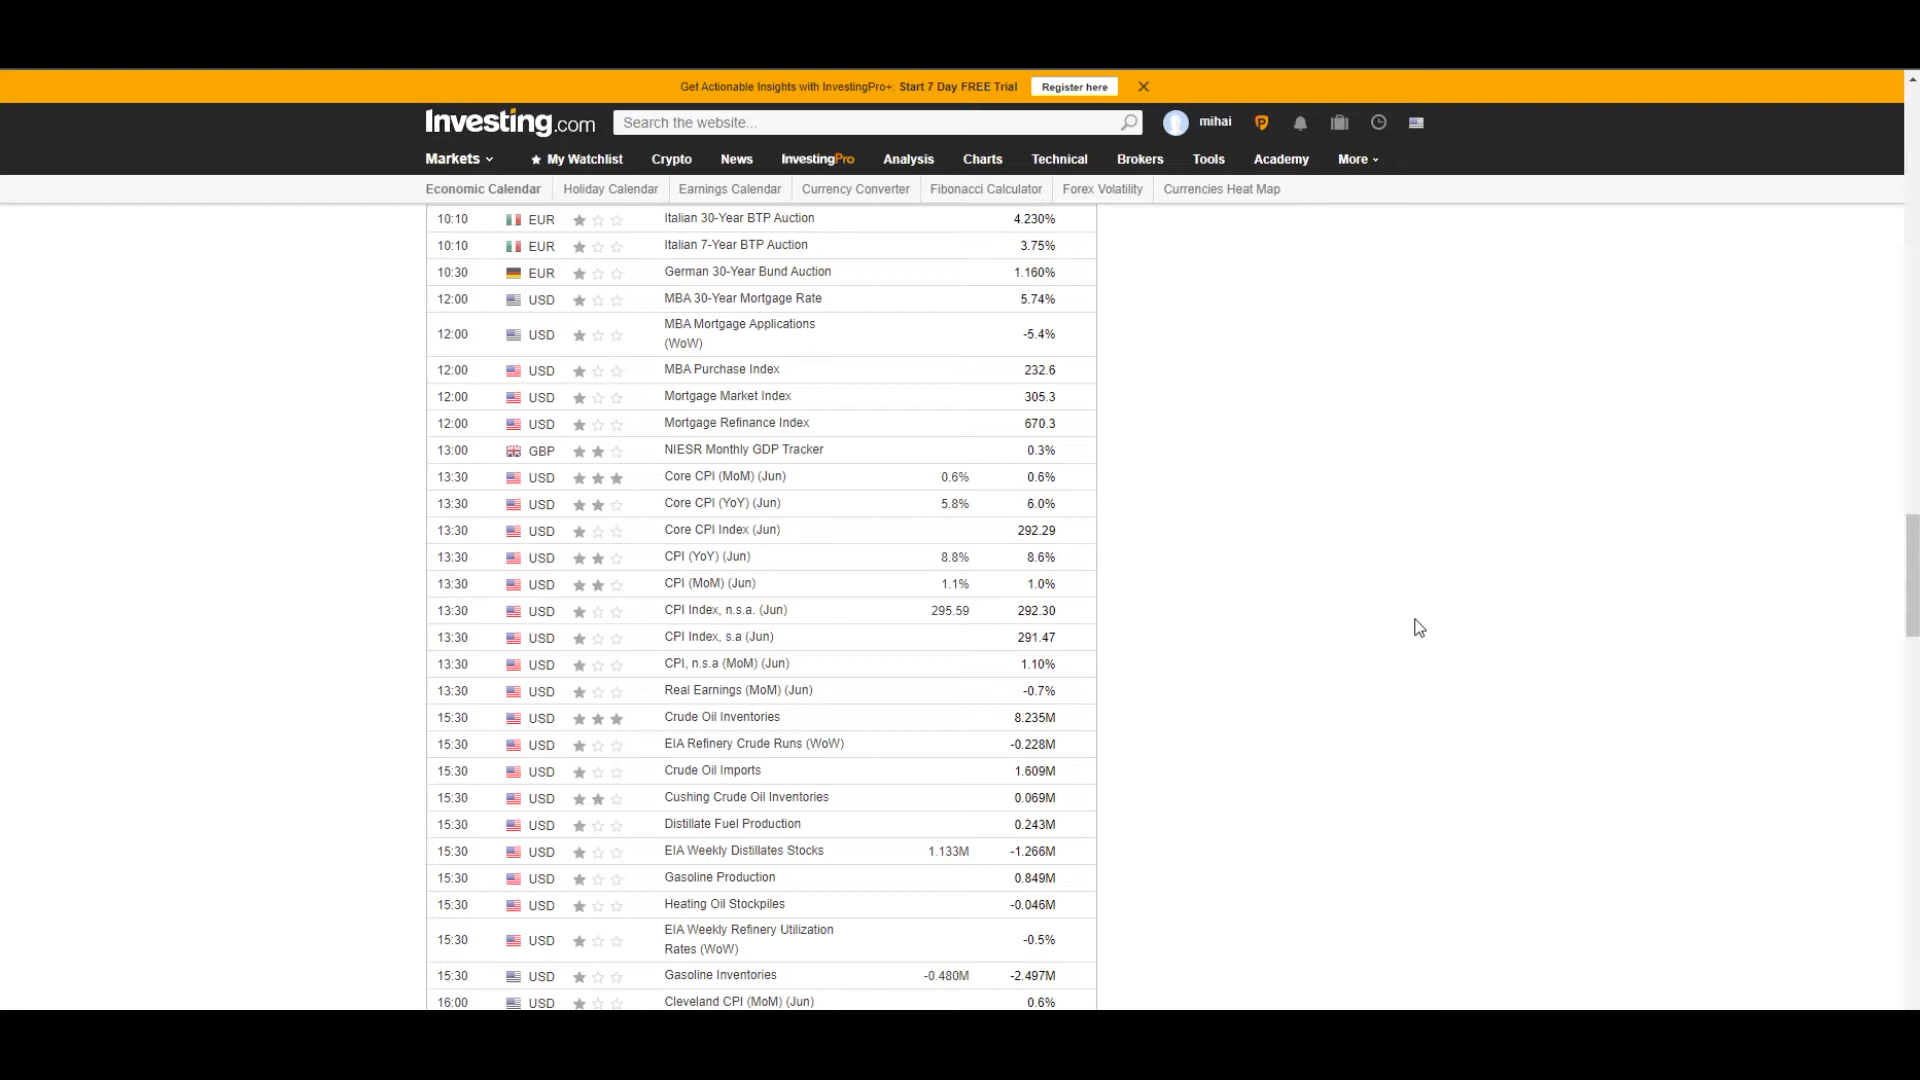 Get Actionable Insights with InvestingPro+: Start 7 Day FREE Trial Register here
Investing.com Search the website... mihai
Markets My Watchlist Crypto News InvestingPro Analysis Charts Technical Brokers Tools Academy More
Economic Calendar Holiday Calendar Earnings Calendar Currency Converter Fibonacci Calculator Forex Volatility Currencies Heat Map
10:10 EUR Italian 30-Year BTP Auction 4.230%
10:10 EUR Italian 7-Year BTP Auction 3.75%
10:30 EUR German 30-Year Bund Auction 1.160%
12:00 USD MBA 30-Year Mortgage Rate 5.74%
12:00 USD MBA Mortgage Applications (WoW) -5.4%
12:00 USD MBA Purchase Index 232.6
12:00 USD Mortgage Market Index 305.3
12:00 USD Mortgage Refinance Index 670.3
13:00 GBP NIESR Monthly GDP Tracker 0.3%
13:30 USD Core CPI (MoM) (Jun) 0.6% 0.6%
13:30 USD Core CPI (YoY) (Jun) 5.8% 6.0%
13:30 USD Core CPI Index (Jun) 292.29
13:30 USD CPI (YoY) (Jun) 8.8% 8.6%
13:30 USD CPI (MoM) (Jun) 1.1% 1.0%
13:30 USD CPI Index, n.s.a. (Jun) 295.59 292.30
13:30 USD CPI Index, s.a (Jun) 291.47
13:30 USD CPI, n.s.a (MoM) (Jun) 1.10%
13:30 USD Real Earnings (MoM) (Jun) -0.7%
15:30 USD Crude Oil Inventories 8.235M
15:30 USD EIA Refinery Crude Runs (WoW) -0.228M
15:30 USD Crude Oil Imports 1.609M
15:30 USD Cushing Crude Oil Inventories 0.069M
15:30 USD Distillate Fuel Production 0.243M
15:30 USD EIA Weekly Distillates Stocks 1.133M -1.266M
15:30 USD Gasoline Production 0.849M
15:30 USD Heating Oil Stockpiles -0.046M
15:30 USD EIA Weekly Refinery Utilization Rates (WoW) -0.5%
15:30 USD Gasoline Inventories -0.480M -2.497M
16:00 USD Cleveland CPI (MoM) (Jun) 0.6%